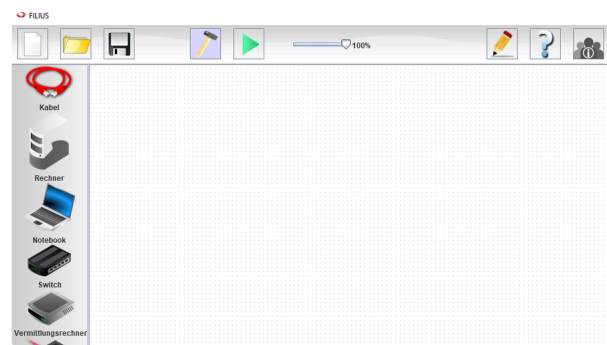 FILIUS
100%
Kabel
Rechner
Notebook
Switch
Vermittlungsrechner